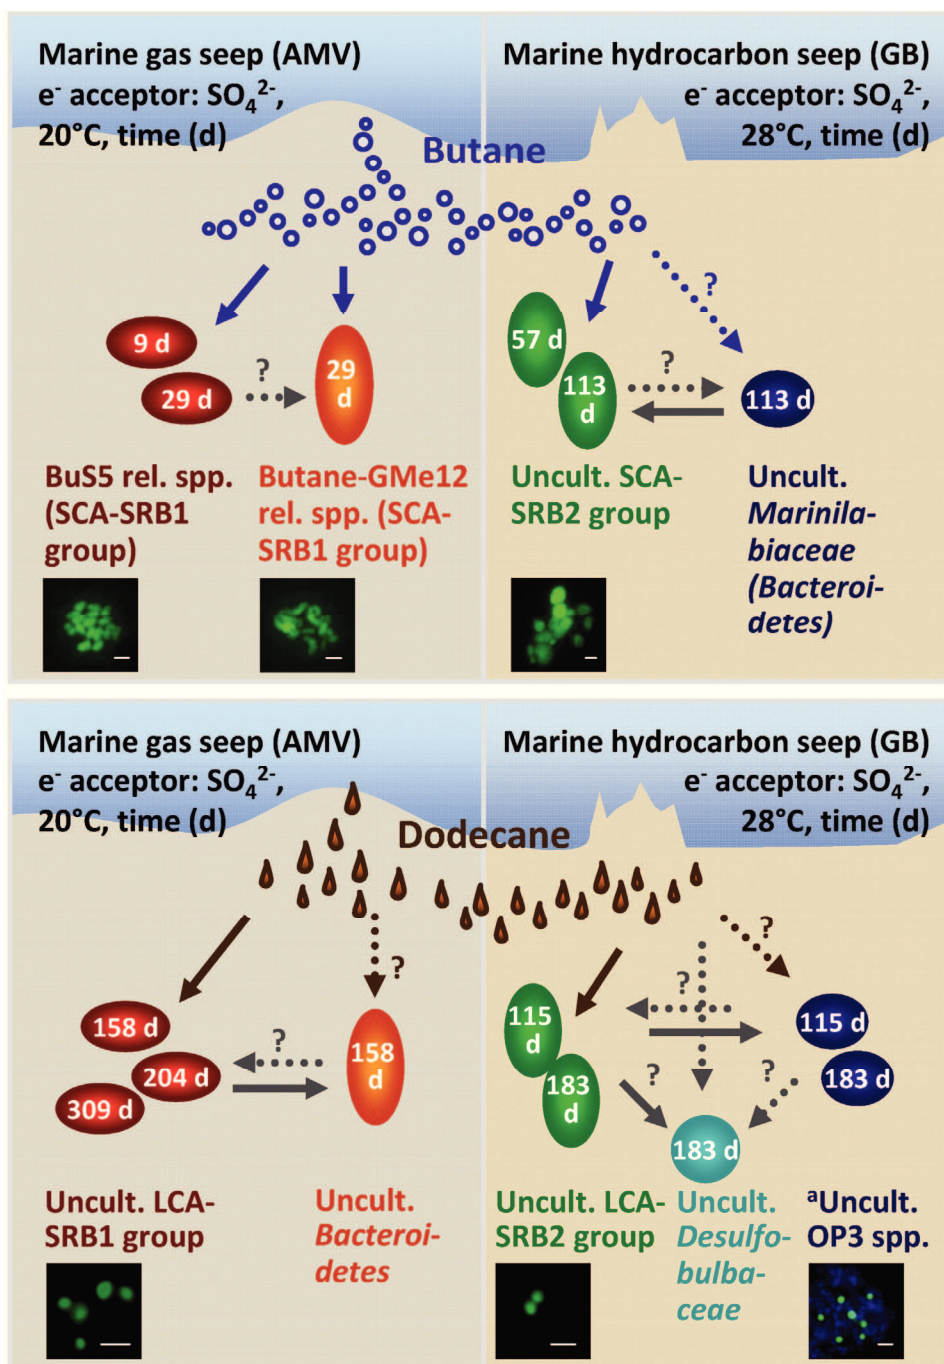 Marine gas seep (AMV)
e⁻ acceptor: SO₄²⁻,
20°C, time (d)
Marine hydrocarbon seep (GB)
e⁻ acceptor: SO₄²⁻,
28°C, time (d)
Butane
?
9 d
29 d
?
29
d
57 d
113
d
?
113 d
BuS5 rel. spp.
(SCA-SRB1
group)
Butane-GMe12
rel. spp. (SCA-
SRB1 group)
Uncult. SCA-
SRB2 group
Uncult.
Marinila-
biaceae
(Bacteroi-
detes)
Marine gas seep (AMV)
e⁻ acceptor: SO₄²⁻,
20°C, time (d)
Marine hydrocarbon seep (GB)
e⁻ acceptor: SO₄²⁻,
28°C, time (d)
Dodecane
?
?
158 d
204 d
309 d
?
158
d
115
d
183
d
?
?
?
115 d
183 d
183 d
Uncult. LCA-
SRB1 group
Uncult.
Bacteroi-
detes
Uncult. LCA-
SRB2 group
Uncult.
Desulfo-
bulba-
ceae
ᵃUncult.
OP3 spp.